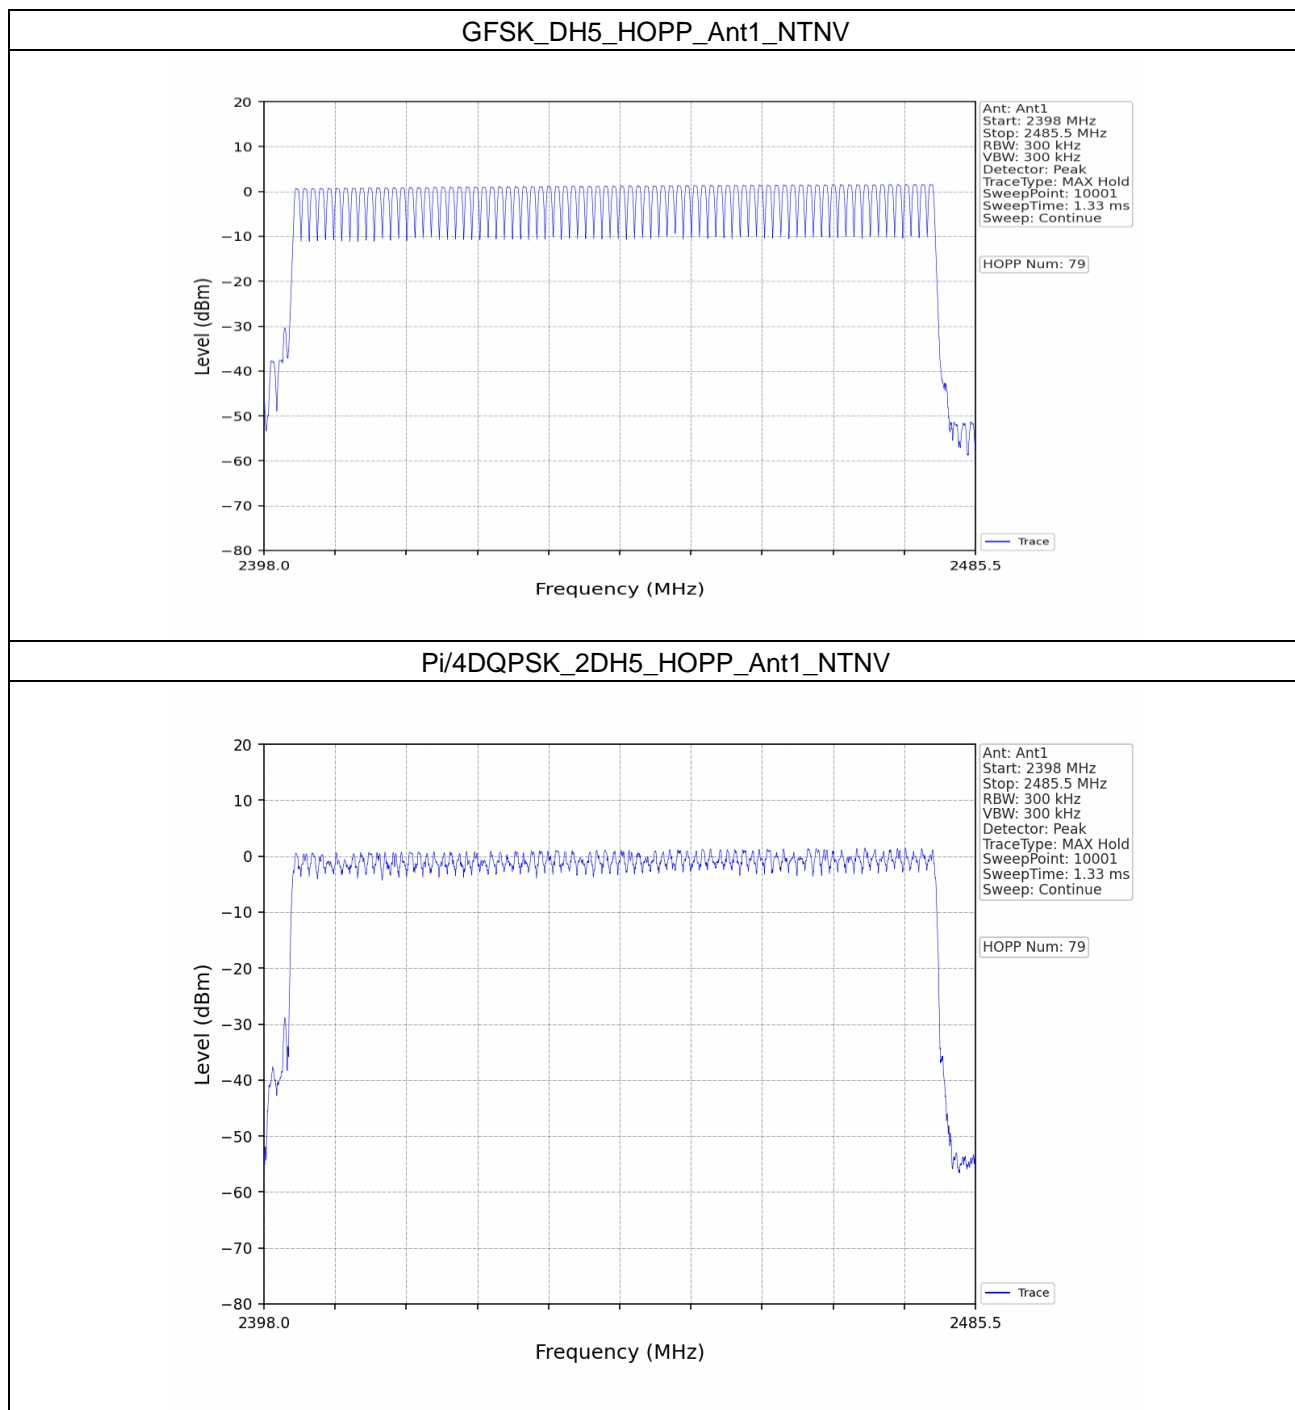 GFSK_DH5_HOPP_Ant1_NTNV
20
10
0
−10
−20
−30
−40
−50
−60
−70
−80
Level (dBm)
2398.0
2485.5
Frequency (MHz)
Ant: Ant1
Start: 2398 MHz
Stop: 2485.5 MHz
RBW: 300 kHz
VBW: 300 kHz
Detector: Peak
TraceType: MAX Hold
SweepPoint: 10001
SweepTime: 1.33 ms
Sweep: Continue
HOPP Num: 79
Trace
Pi/4DQPSK_2DH5_HOPP_Ant1_NTNV
20
10
0
−10
−20
−30
−40
−50
−60
−70
−80
Level (dBm)
2398.0
2485.5
Frequency (MHz)
Ant: Ant1
Start: 2398 MHz
Stop: 2485.5 MHz
RBW: 300 kHz
VBW: 300 kHz
Detector: Peak
TraceType: MAX Hold
SweepPoint: 10001
SweepTime: 1.33 ms
Sweep: Continue
HOPP Num: 79
Trace